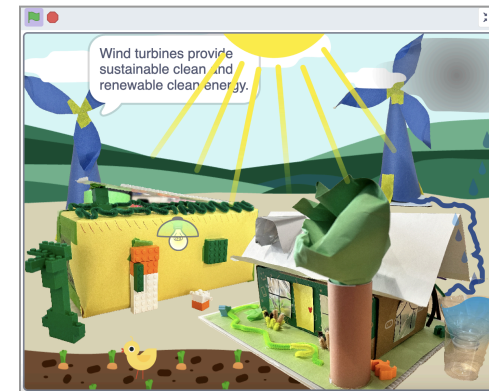 Wind turbines provide
sustainable clean and
renewable clean energy.